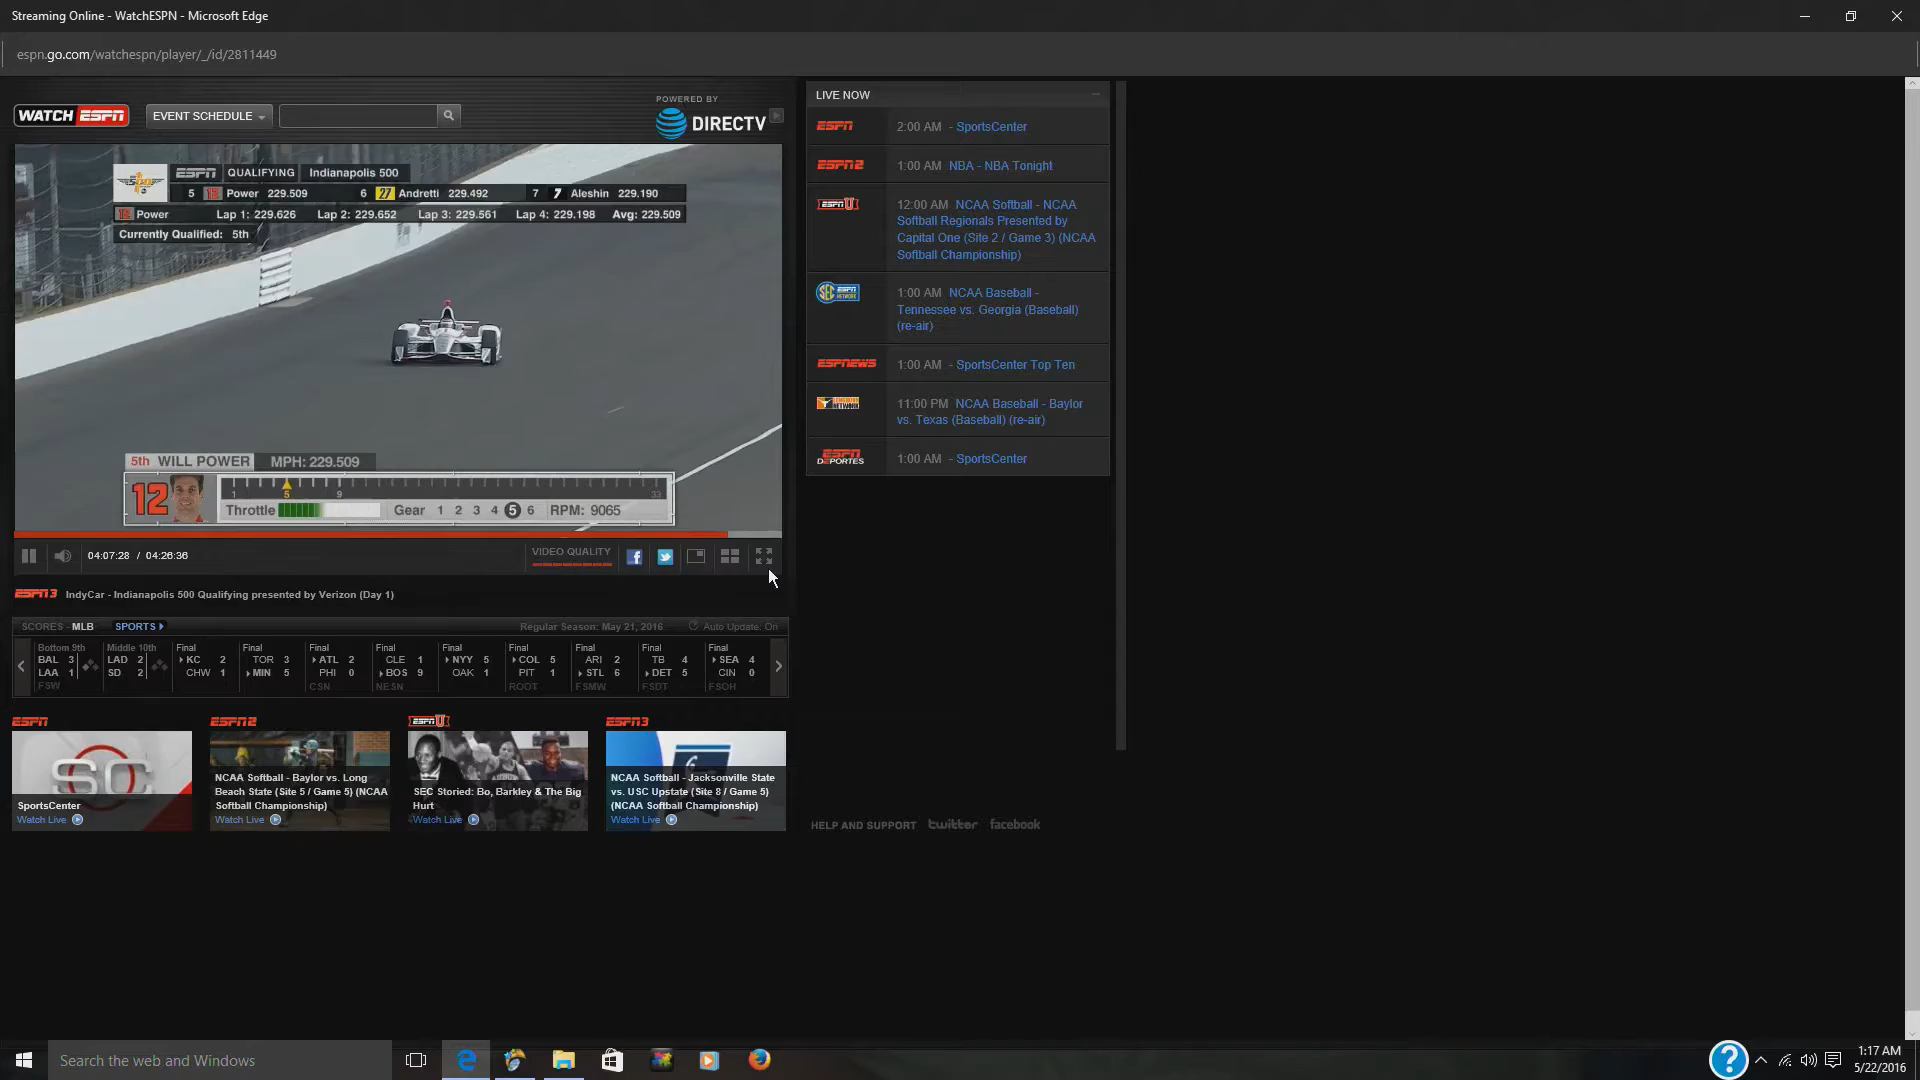 Streaming Online - WatchESPN - Microsoft Edge
espn.go.com/watchespn/player/_/id/2811449
WATCH ESPN
EVENT SCHEDULE
POWERED BY
DIRECTV
ESPN QUALIFYING Indianapolis 500
5 12 Power 229.509 6 27 Andretti 229.492 7 7 Aleshin 229.190
12 Power Lap 1: 229.626 Lap 2: 229.652 Lap 3: 229.561 Lap 4: 229.198 Avg: 229.509
Currently Qualified: 5th
5th WILL POWER MPH: 229.509
12
1 5 9 33
Throttle Gear 1 2 3 4 5 6 RPM: 9065
04:07:28 / 04:26:36
VIDEO QUALITY
ESPN3 IndyCar - Indianapolis 500 Qualifying presented by Verizon (Day 1)
SCORES - MLB SPORTS Regular Season: May 21, 2016 Auto Update: On
Bottom 9th
BAL 3
LAA 1
FSW
Middle 10th
LAD 2
SD 2
Final
KC 2
CHW 1
Final
TOR 3
MIN 5
Final
ATL 2
PHI 0
CSN
Final
CLE 1
BOS 9
NESN
Final
NYY 5
OAK 1
Final
COL 5
PIT 1
ROOT
Final
ARI 2
STL 6
FSMW
Final
TB 4
DET 5
FSDT
Final
SEA 4
CIN 0
FSOH
ESPN
SC
SportsCenter
Watch Live
ESPN2
NCAA Softball - Baylor vs. Long
Beach State (Site 5 / Game 5) (NCAA
Softball Championship)
Watch Live
ESPNU
SEC Storied: Bo, Barkley & The Big
Hurt
Watch Live
ESPN3
NCAA Softball - Jacksonville State
vs. USC Upstate (Site 8 / Game 5)
(NCAA Softball Championship)
Watch Live
LIVE NOW
ESPN 2:00 AM - SportsCenter
ESPN2 1:00 AM NBA - NBA Tonight
ESPNU 12:00 AM NCAA Softball - NCAA
Softball Regionals Presented by
Capital One (Site 2 / Game 3) (NCAA
Softball Championship)
SEC ESPN NETWORK 1:00 AM NCAA Baseball -
Tennessee vs. Georgia (Baseball)
(re-air)
ESPNEWS 1:00 AM - SportsCenter Top Ten
LONGHORN NETWORK 11:00 PM NCAA Baseball - Baylor
vs. Texas (Baseball) (re-air)
ESPN DEPORTES 1:00 AM - SportsCenter
HELP AND SUPPORT twitter facebook
Search the web and Windows
1:17 AM
5/22/2016